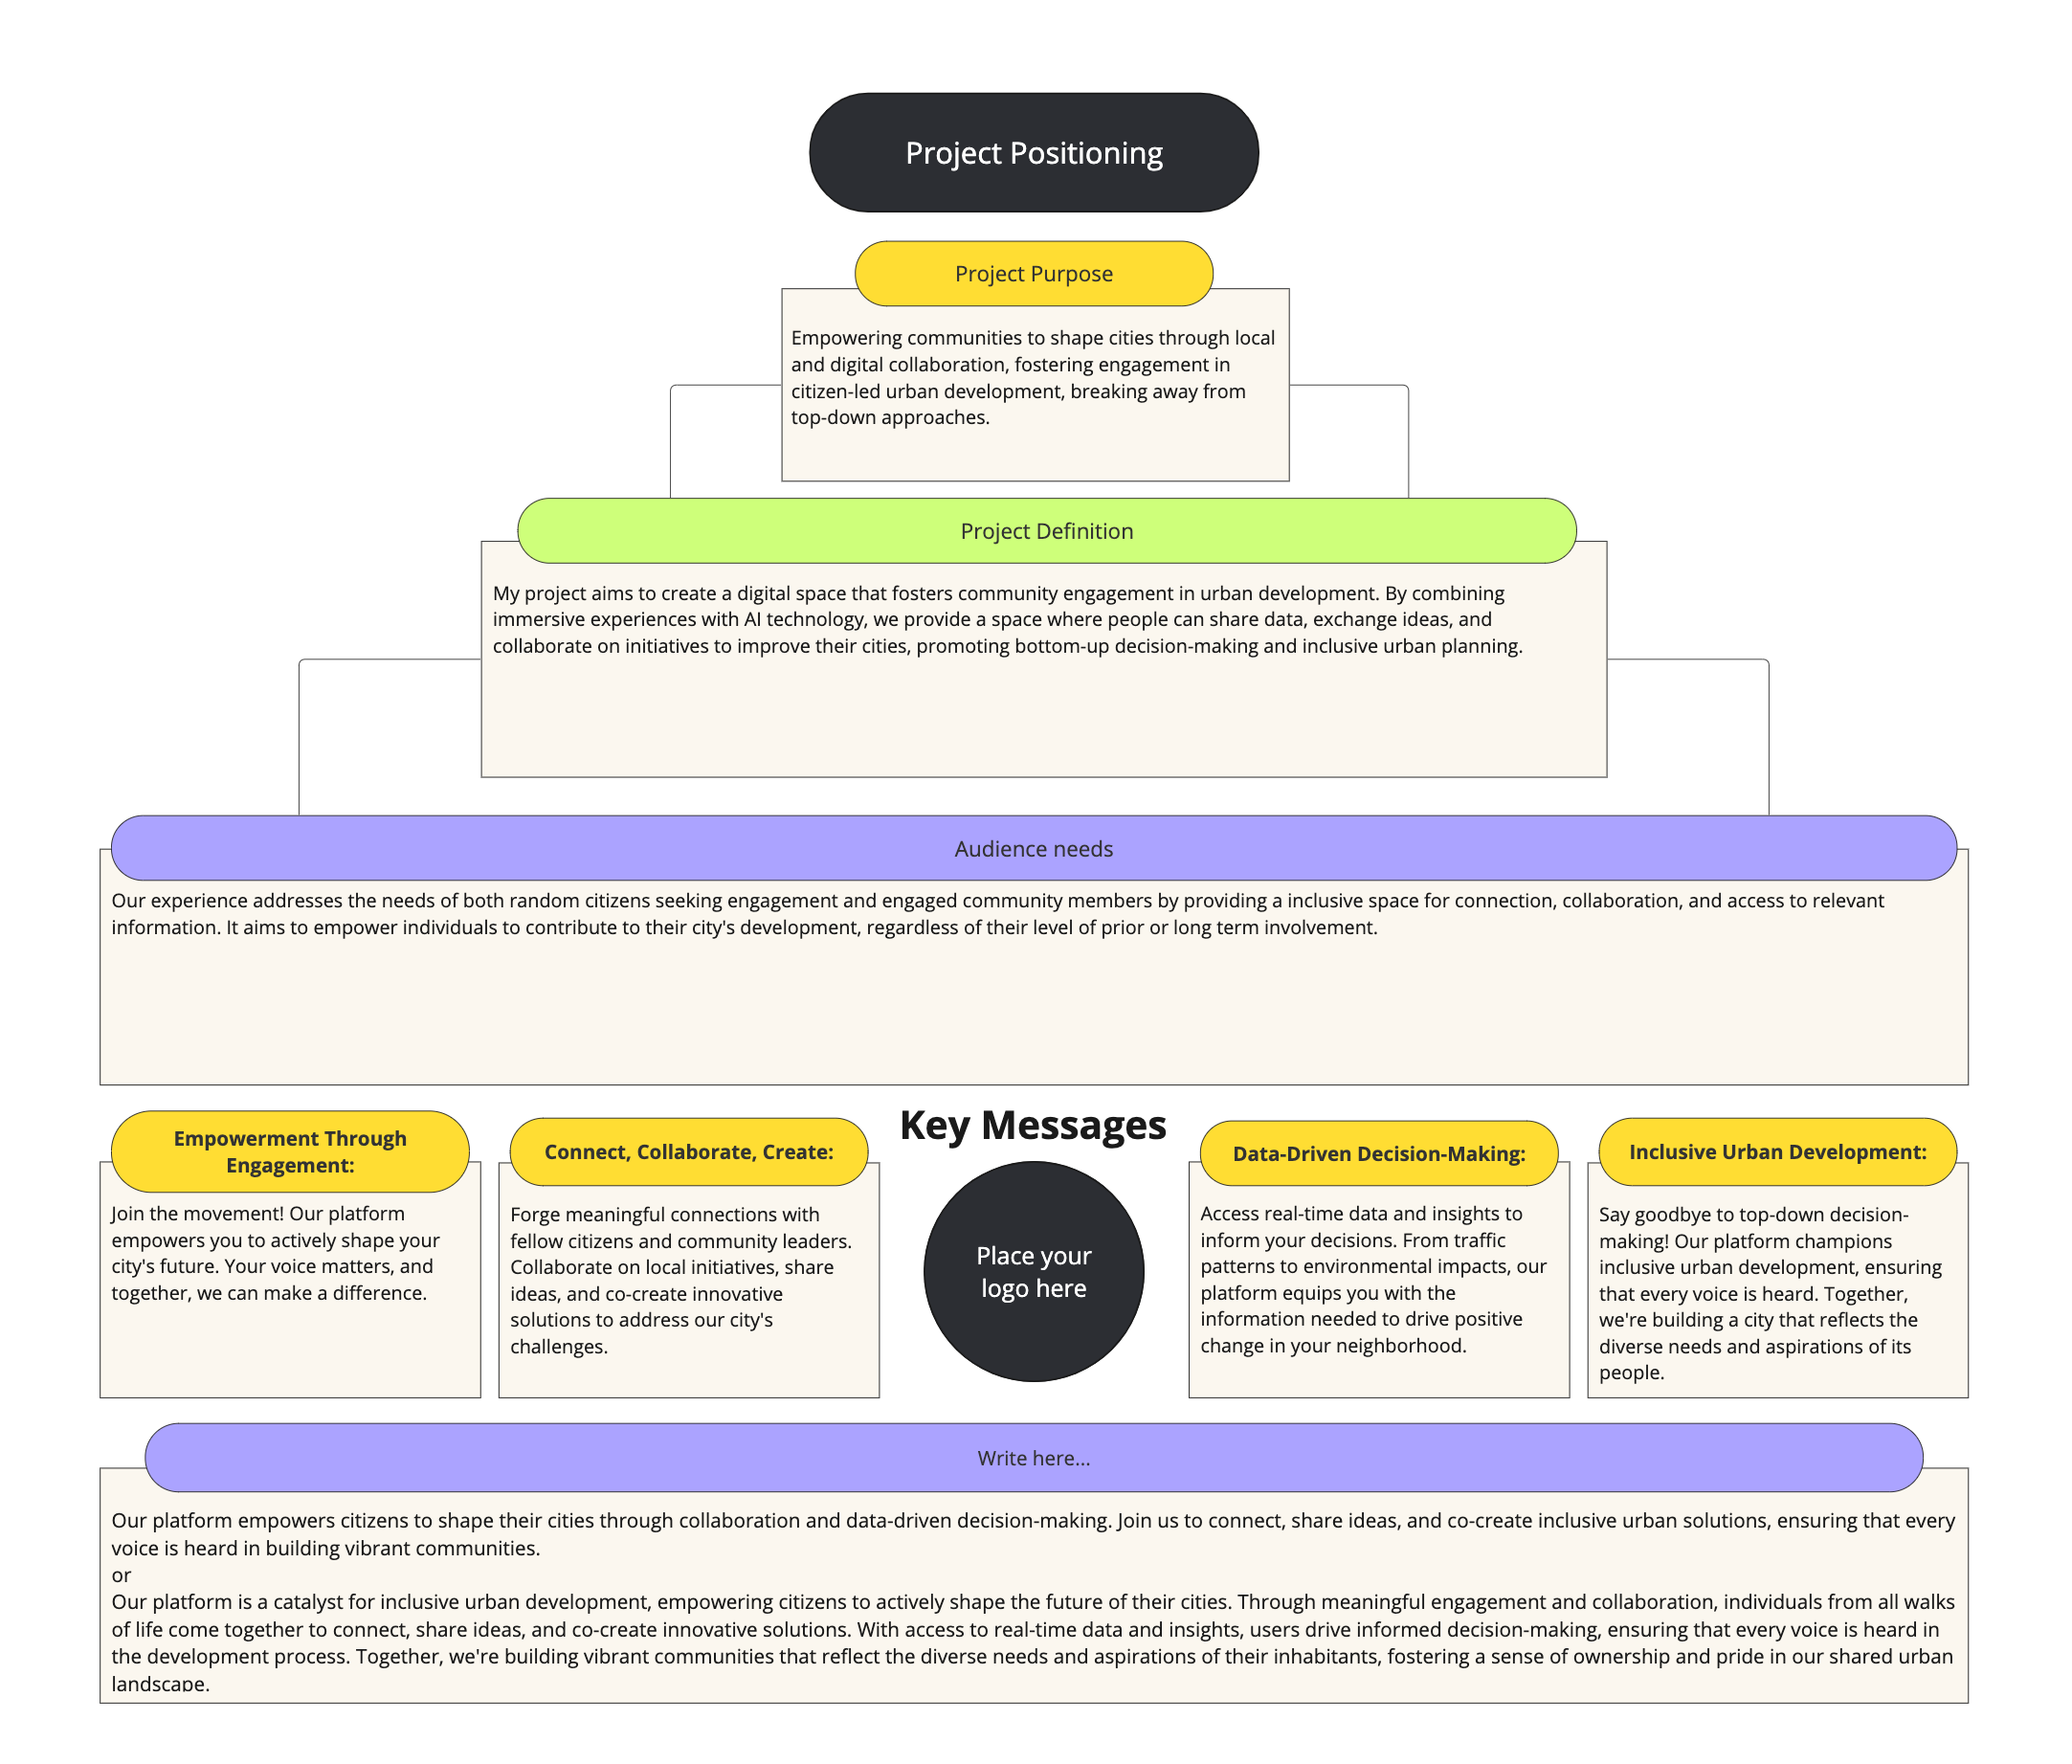 Project Positioning
Project Purpose
Empowering communities to shape cities through local
and digital collaboration, fostering engagement in
citizen-led urban development, breaking away from
top-down approaches.
Project Definition
My project aims to create a digital space that fosters community engagement in urban development. By combining
immersive experiences with AI technology, we provide a space where people can share data, exchange ideas, and
collaborate on initiatives to improve their cities, promoting bottom-up decision-making and inclusive urban planning.
Audience needs
Our experience addresses the needs of both random citizens seeking engagement and engaged community members by providing a inclusive space for connection, collaboration, and access to relevant
information. It aims to empower individuals to contribute to their city's development, regardless of their level of prior or long term involvement.
Key Messages
Empowerment Through
Engagement:
Join the movement! Our platform
empowers you to actively shape your
city's future. Your voice matters, and
together, we can make a difference.
Connect, Collaborate, Create:
Forge meaningful connections with
fellow citizens and community leaders.
Collaborate on local initiatives, share
ideas, and co-create innovative
solutions to address our city's
challenges.
Place your
logo here
Data-Driven Decision-Making:
Access real-time data and insights to
inform your decisions. From traffic
patterns to environmental impacts, our
platform equips you with the
information needed to drive positive
change in your neighborhood.
Inclusive Urban Development:
Say goodbye to top-down decision-
making! Our platform champions
inclusive urban development, ensuring
that every voice is heard. Together,
we're building a city that reflects the
diverse needs and aspirations of its
people.
Write here...
Our platform empowers citizens to shape their cities through collaboration and data-driven decision-making. Join us to connect, share ideas, and co-create inclusive urban solutions, ensuring that every
voice is heard in building vibrant communities.
or
Our platform is a catalyst for inclusive urban development, empowering citizens to actively shape the future of their cities. Through meaningful engagement and collaboration, individuals from all walks
of life come together to connect, share ideas, and co-create innovative solutions. With access to real-time data and insights, users drive informed decision-making, ensuring that every voice is heard in
the development process. Together, we're building vibrant communities that reflect the diverse needs and aspirations of their inhabitants, fostering a sense of ownership and pride in our shared urban
landscape.